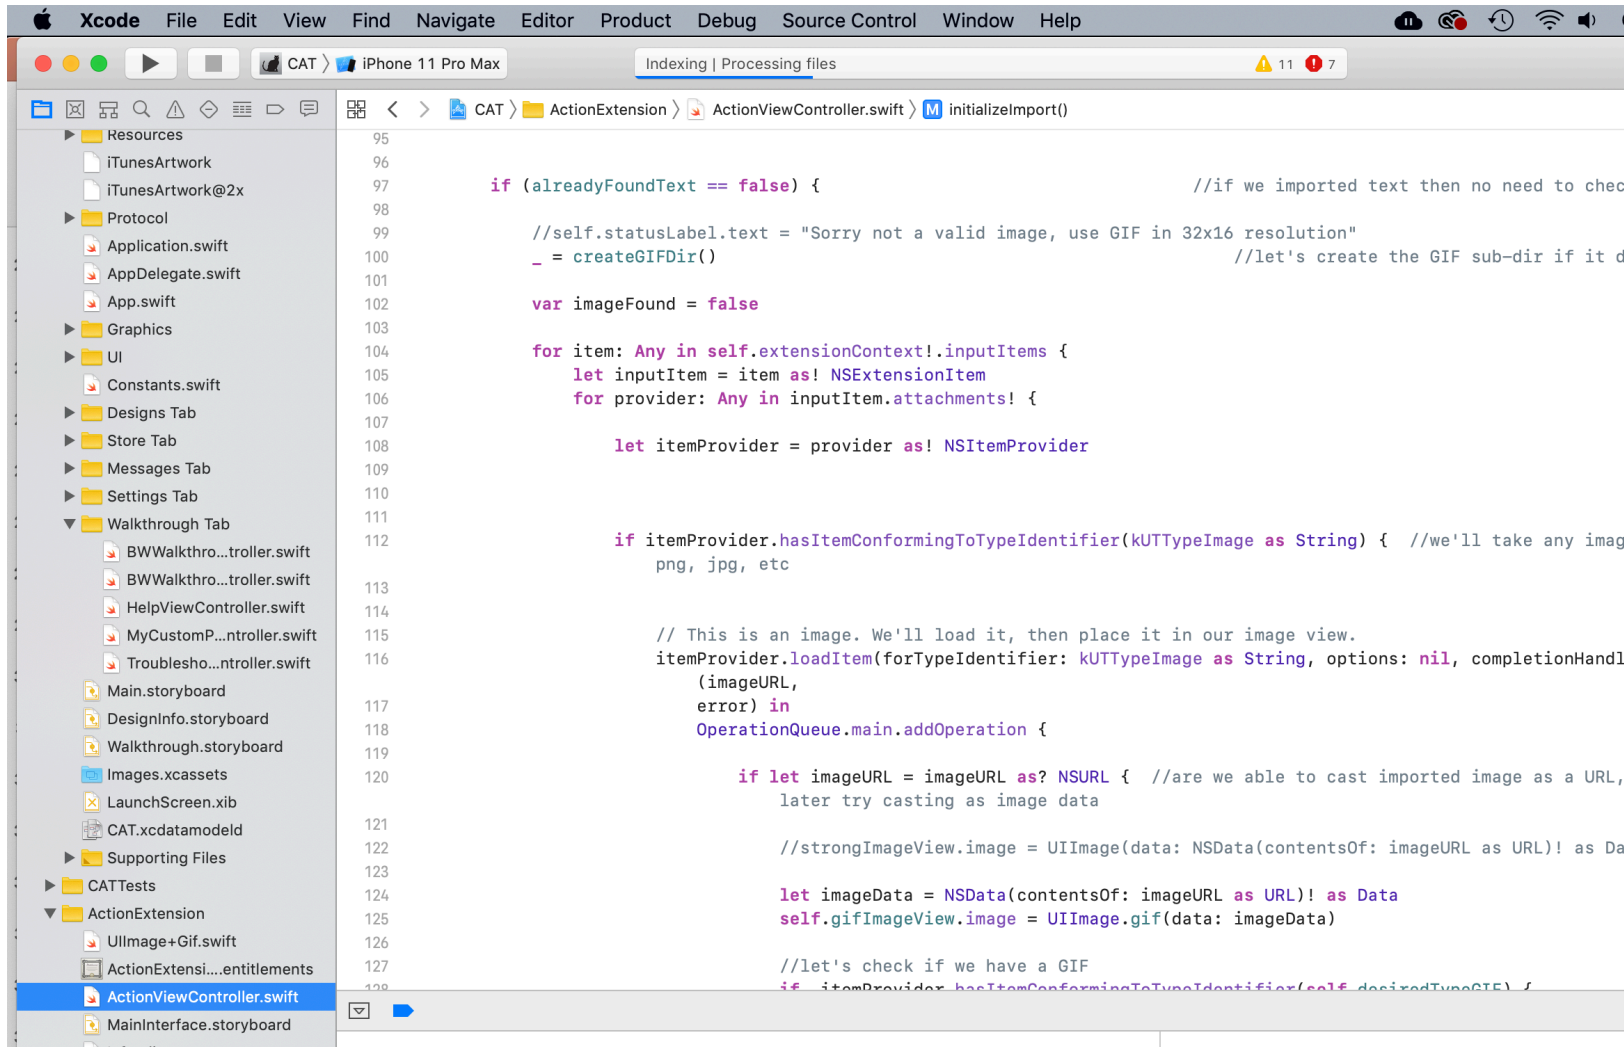 Xcode File Edit View Find Navigate Editor Product Debug Source Control Window Help
CAT iPhone 11 Pro Max
Indexing | Processing files
11 7
CAT ActionExtension ActionViewController.swift M initializeImport()
Resources
iTunesArtwork
iTunesArtwork@2x
Protocol
Application.swift
AppDelegate.swift
App.swift
Graphics
UI
Constants.swift
Designs Tab
Store Tab
Messages Tab
Settings Tab
Walkthrough Tab
BWWalkthro...troller.swift
BWWalkthro...troller.swift
HelpViewController.swift
MyCustomP...ntroller.swift
Troublesho...ntroller.swift
Main.storyboard
DesignInfo.storyboard
Walkthrough.storyboard
Images.xcassets
LaunchScreen.xib
CAT.xcdatamodeld
Supporting Files
CATTests
ActionExtension
UIImage+Gif.swift
ActionExtensi....entitlements
ActionViewController.swift
MainInterface.storyboard
95
96
97 if (alreadyFoundText == false) { //if we imported text then no need to chec
98
99 //self.statusLabel.text = "Sorry not a valid image, use GIF in 32x16 resolution"
100 _ = createGIFDir() //let's create the GIF sub-dir if it d
101
102 var imageFound = false
103
104 for item: Any in self.extensionContext!.inputItems {
105 let inputItem = item as! NSExtensionItem
106 for provider: Any in inputItem.attachments! {
107
108 let itemProvider = provider as! NSItemProvider
109
110
111
112 if itemProvider.hasItemConformingToTypeIdentifier(kUTTypeImage as String) { //we'll take any imag
png, jpg, etc
113
114
115 // This is an image. We'll load it, then place it in our image view.
116 itemProvider.loadItem(forTypeIdentifier: kUTTypeImage as String, options: nil, completionHandl
(imageURL,
117 error) in
118 OperationQueue.main.addOperation {
119
120 if let imageURL = imageURL as? NSURL { //are we able to cast imported image as a URL,
later try casting as image data
121
122 //strongImageView.image = UIImage(data: NSData(contentsOf: imageURL as URL)! as Da
123
124 let imageData = NSData(contentsOf: imageURL as URL)! as Data
125 self.gifImageView.image = UIImage.gif(data: imageData)
126
127 //let's check if we have a GIF
128 if itemProvider.hasItemConformingToTypeIdentifier(self.desiredTypeGIF) {